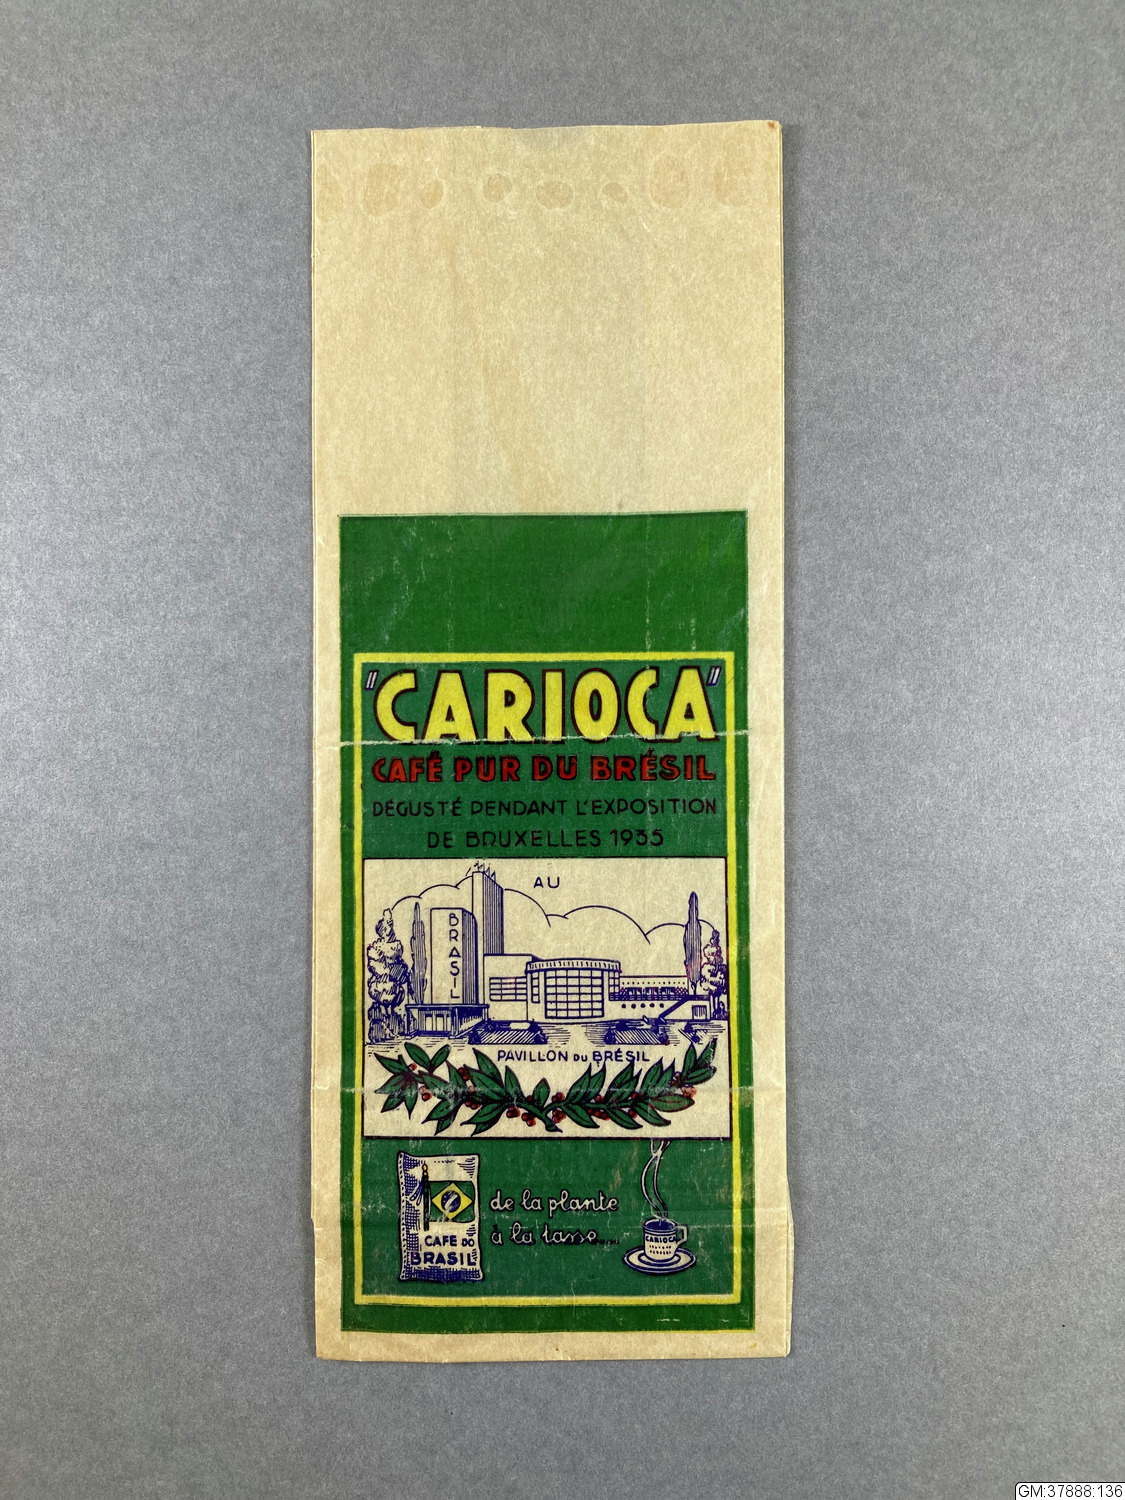 "CARIOCA"
CAFÉ PUR DU BRÉSIL
DÉGUSTÉ PENDANT L'EXPOSITION
DE BRUXELLES 1935
AU
BRASIL
PAVILLON DU BRÉSIL
de la plante
à la tasse...
CAFE DO
BRASIL
CARIOCA
GM:37888:136